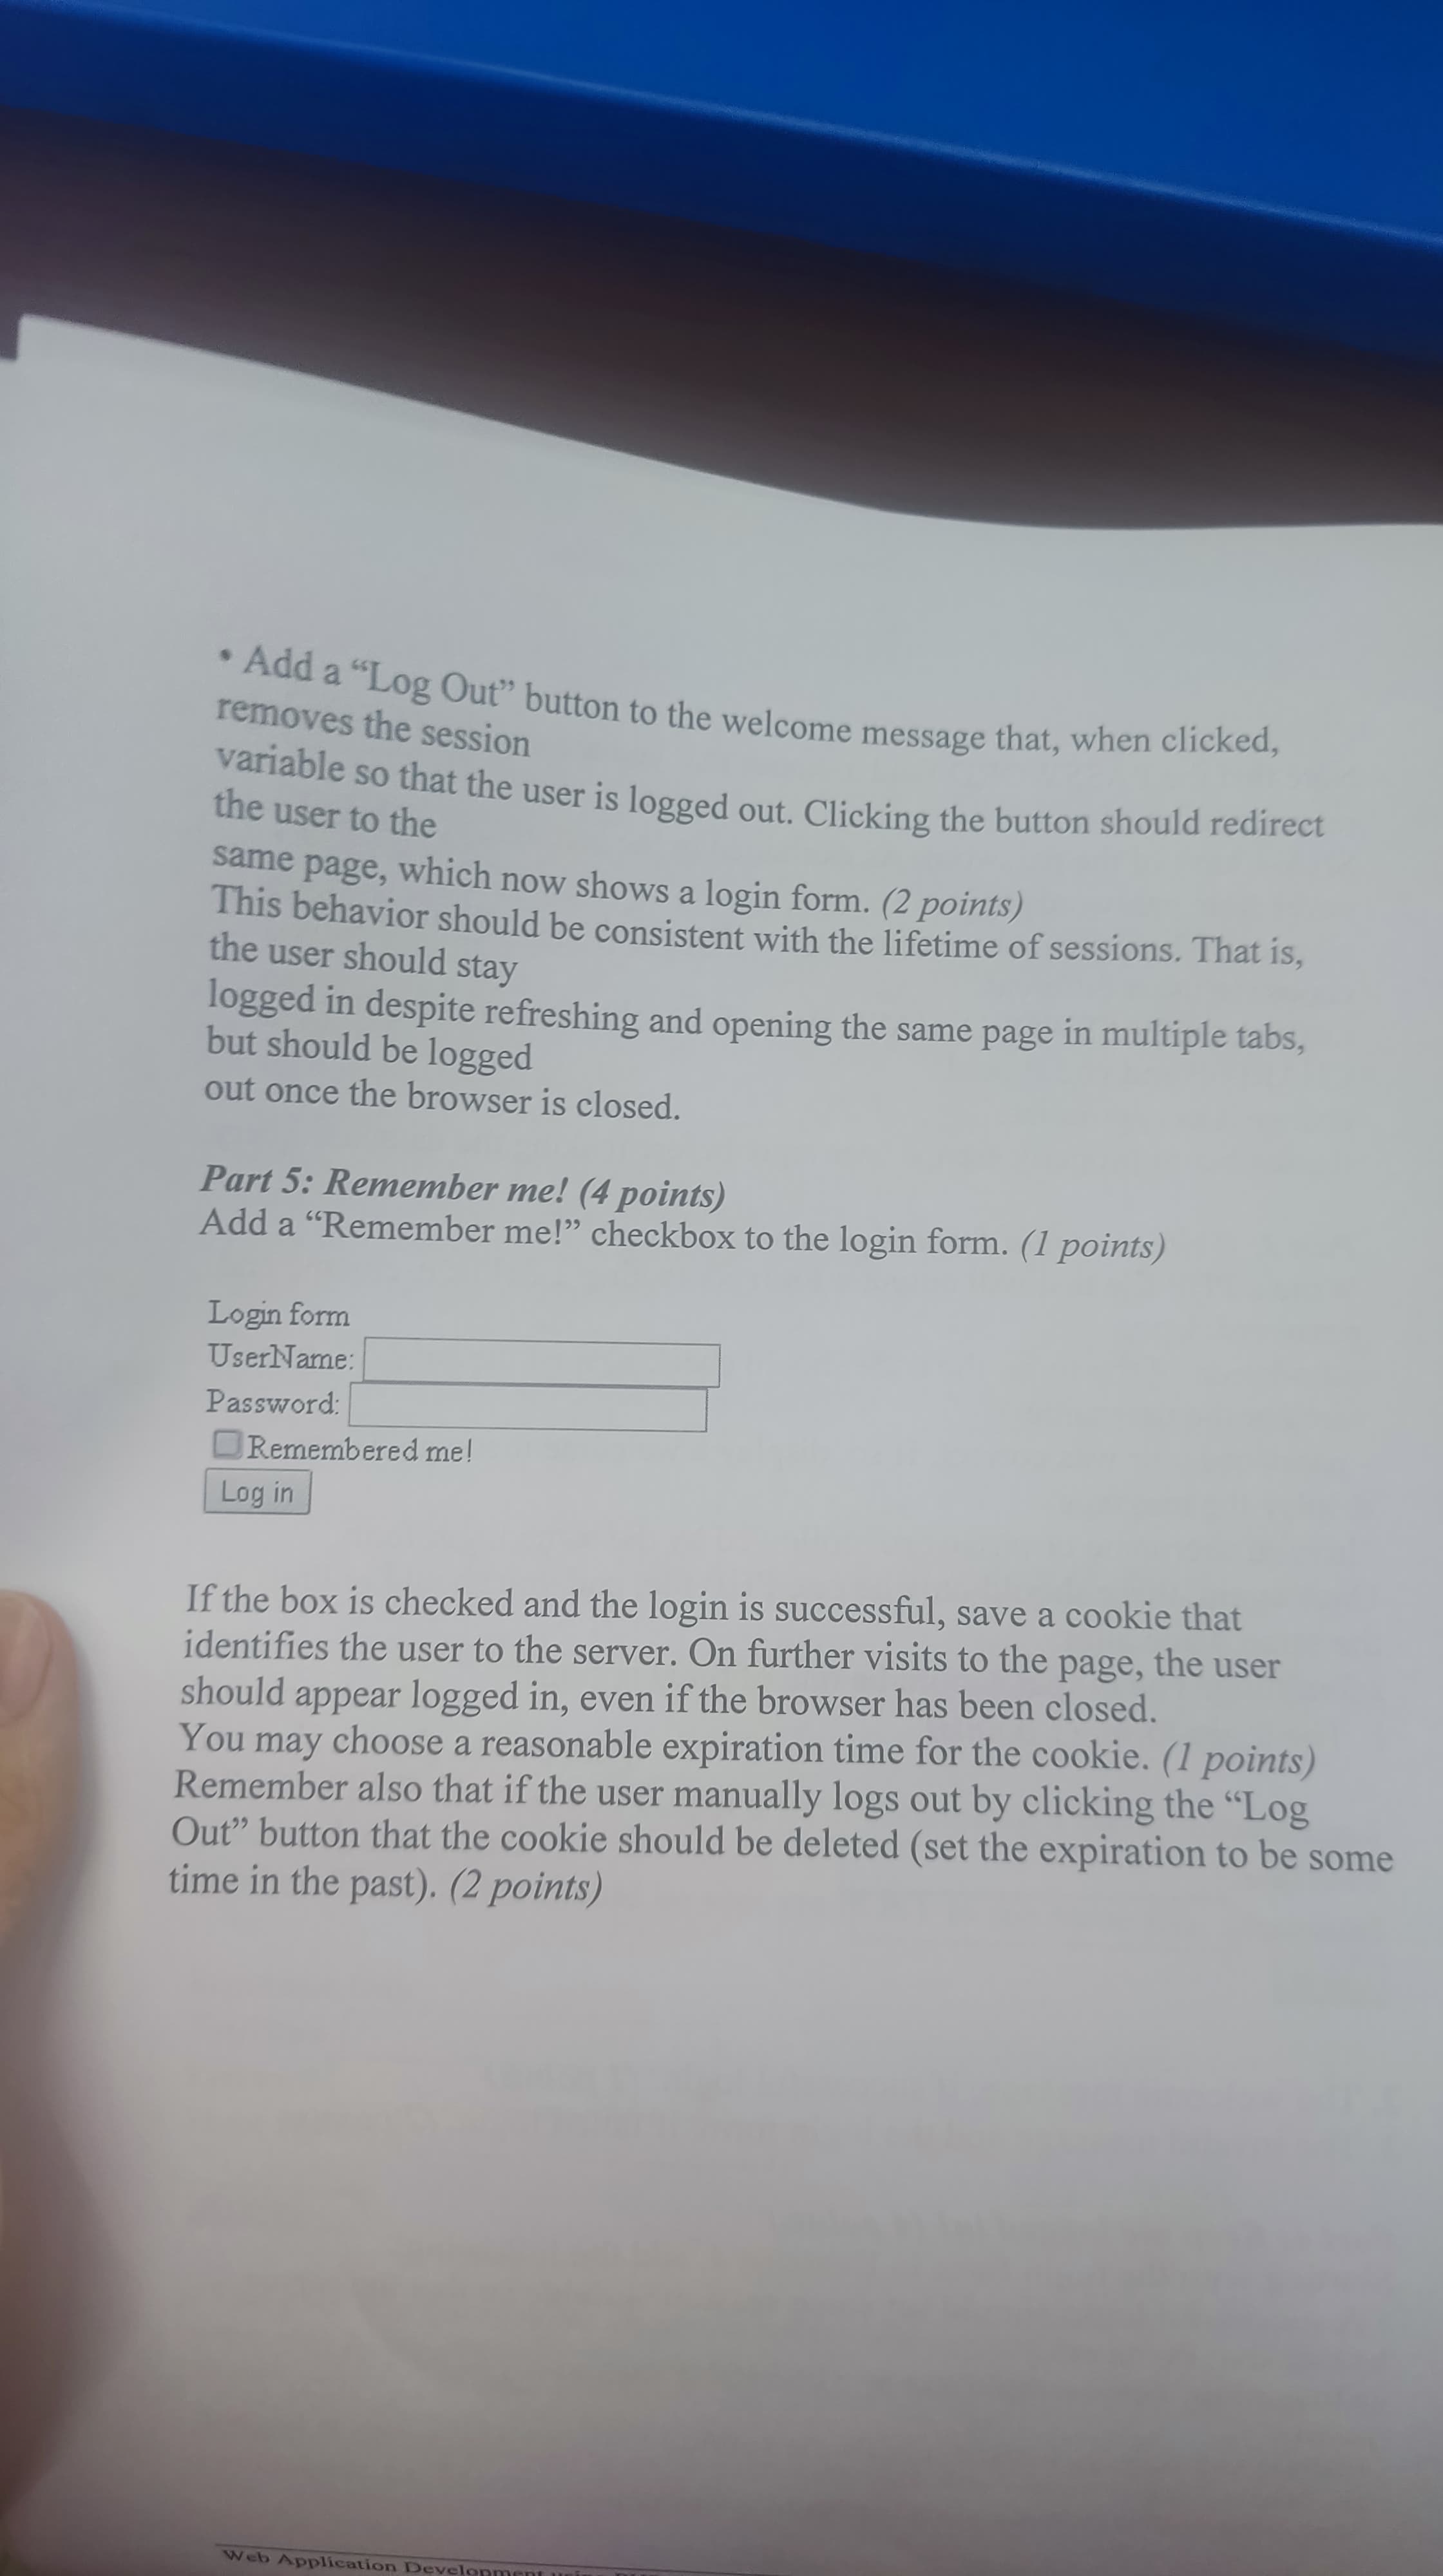 • Add a “Log Out” button to the welcome message that, when clicked,
removes the session
variable so that the user is logged out. Clicking the button should redirect
the user to the
same page, which now shows a login form. (2 points)
This behavior should be consistent with the lifetime of sessions. That is,
the user should stay
logged in despite refreshing and opening the same page in multiple tabs,
but should be logged
out once the browser is closed.
Part 5: Remember me! (4 points)
Add a “Remember me!” checkbox to the login form. (1 points)
Login form
UserName:
Password:
Remembered me!
Log in
If the box is checked and the login is successful, save a cookie that
identifies the user to the server. On further visits to the page, the user
should appear logged in, even if the browser has been closed.
You may choose a reasonable expiration time for the cookie. (1 points)
Remember also that if the user manually logs out by clicking the “Log
Out” button that the cookie should be deleted (set the expiration to be some
time in the past). (2 points)
Web Application Development